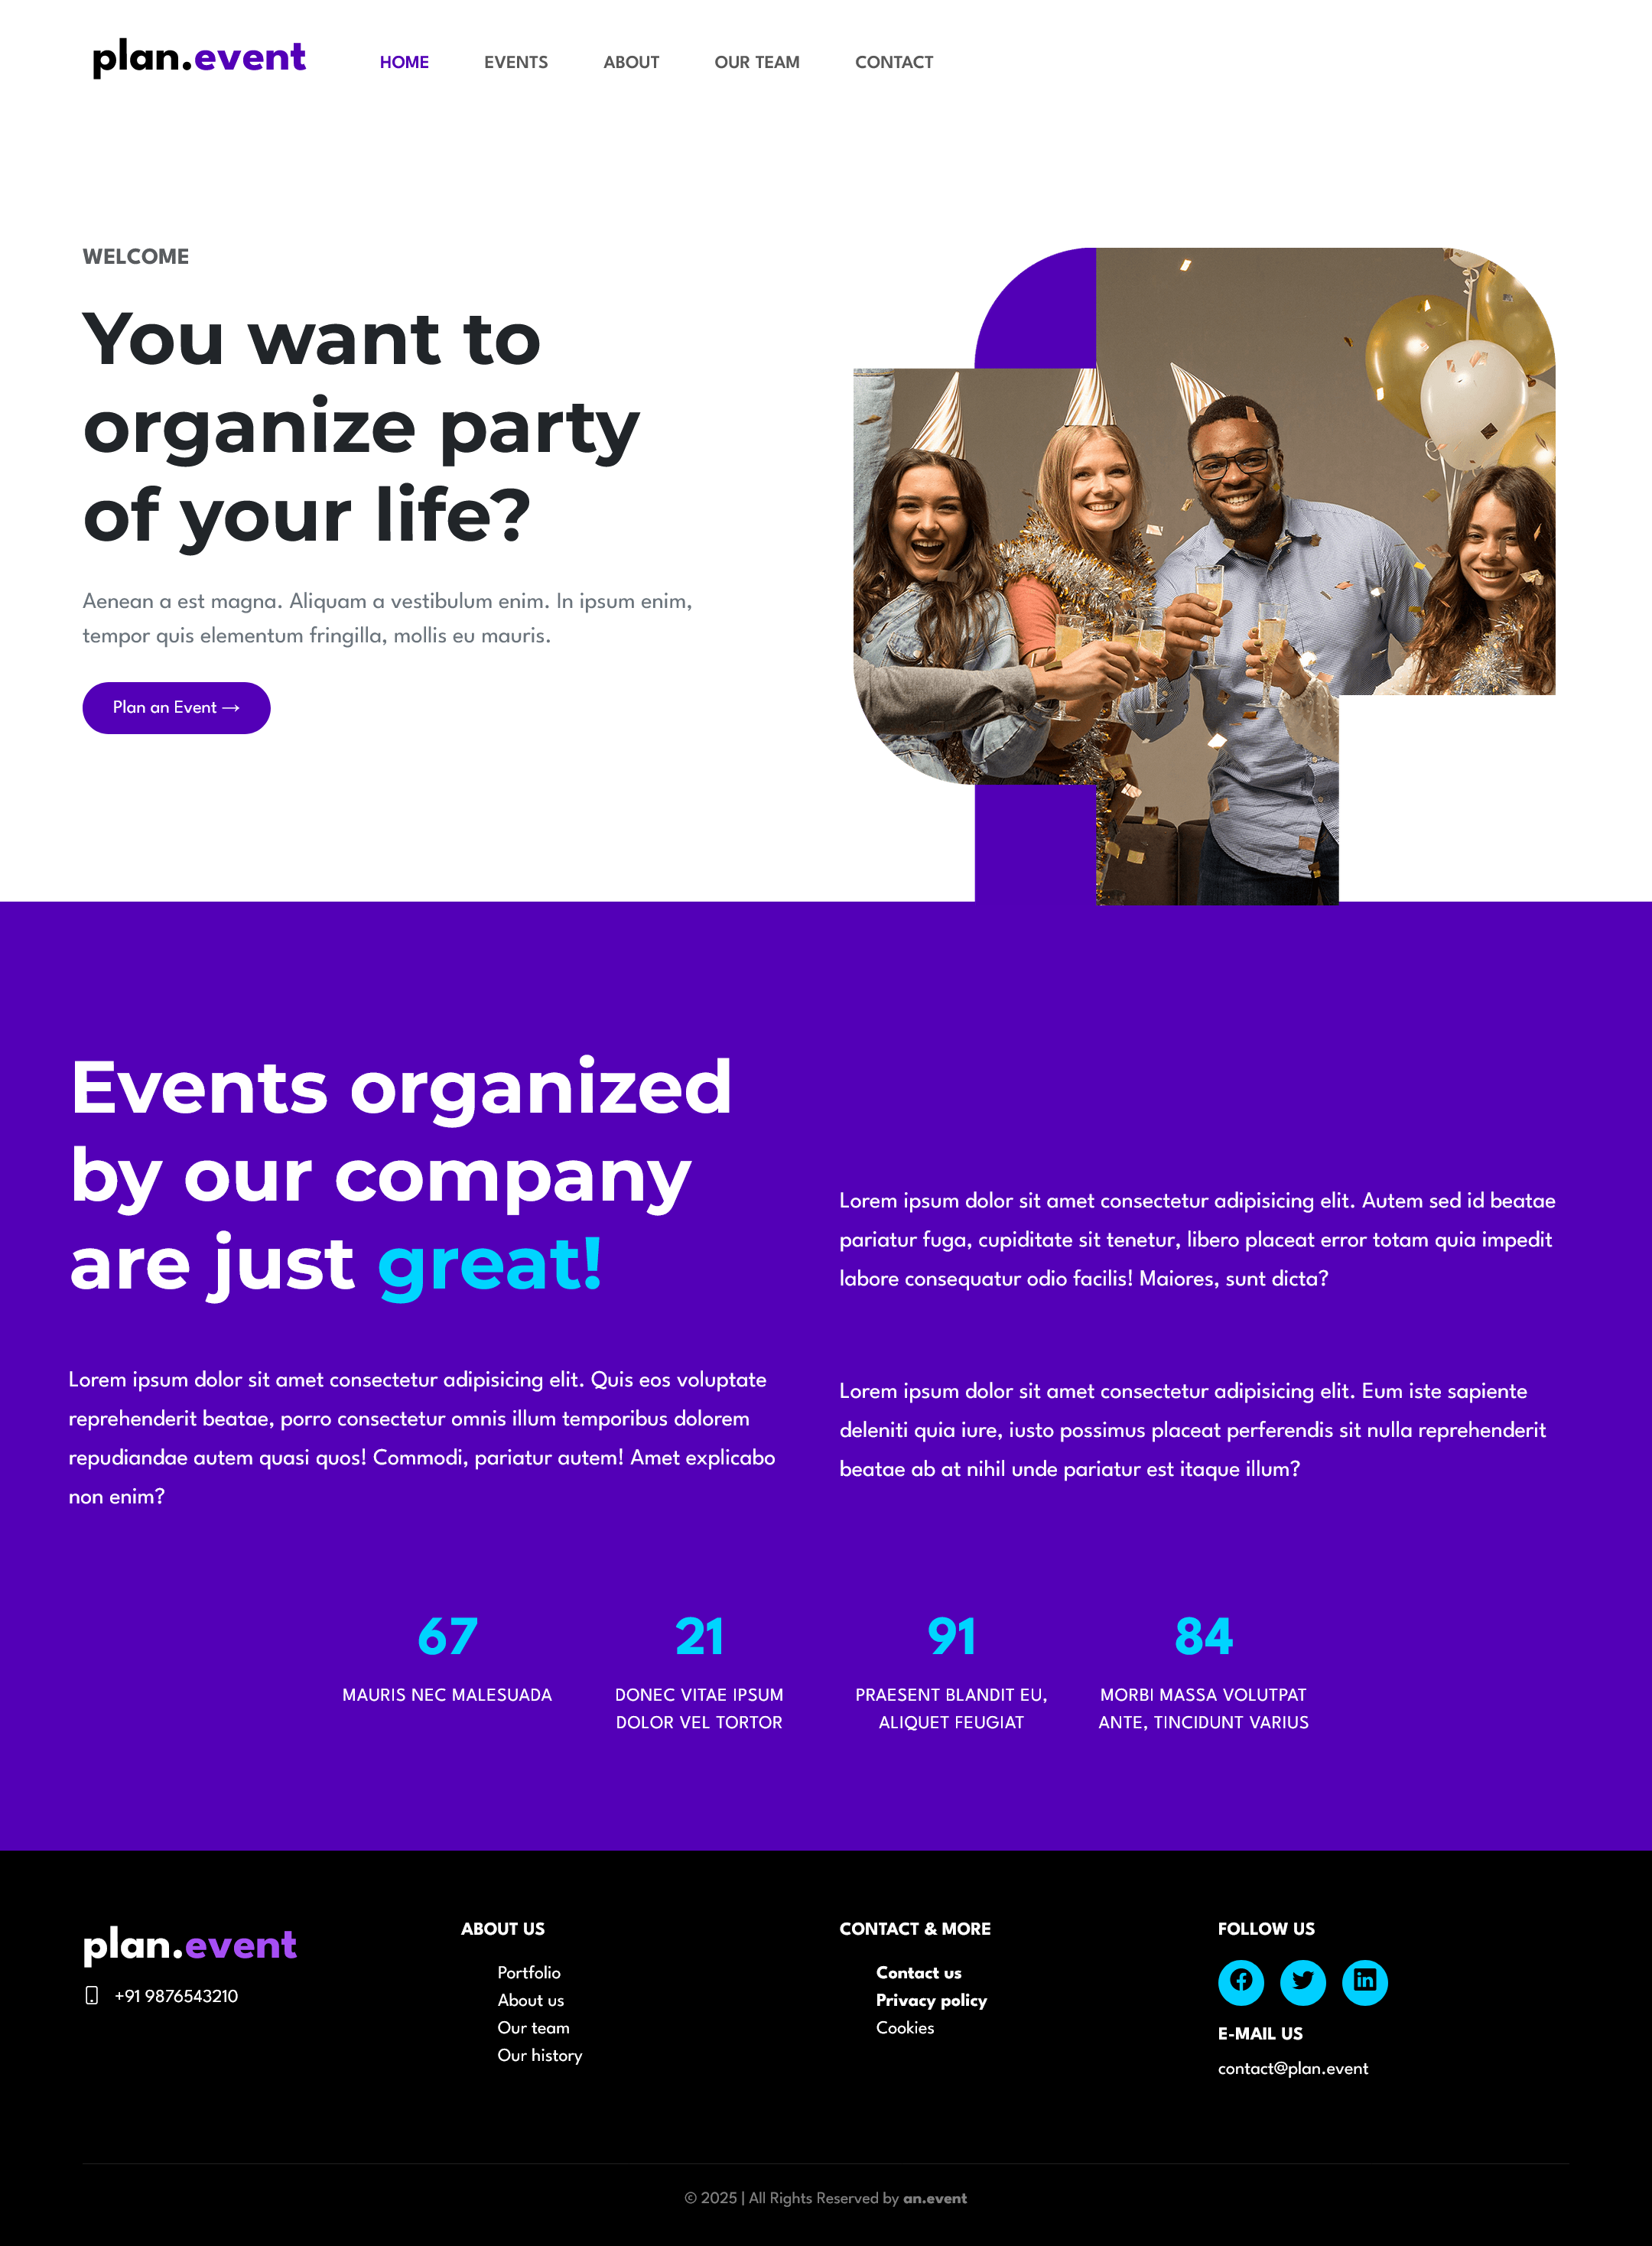 plan.event
HOME
EVENTS
ABOUT
OUR TEAM
CONTACT
WELCOME
You want to
organize party
of your life?
Aenean a est magna. Aliquam a vestibulum enim. In ipsum enim,
tempor quis elementum fringilla, mollis eu mauris.
Plan an Event →
Events organized
by our company
are just great!
Lorem ipsum dolor sit amet consectetur adipisicing elit. Quis eos voluptate
reprehenderit beatae, porro consectetur omnis illum temporibus dolorem
repudiandae autem quasi quos! Commodi, pariatur autem! Amet explicabo
non enim?
Lorem ipsum dolor sit amet consectetur adipisicing elit. Autem sed id beatae
pariatur fuga, cupiditate sit tenetur, libero placeat error totam quia impedit
labore consequatur odio facilis! Maiores, sunt dicta?
Lorem ipsum dolor sit amet consectetur adipisicing elit. Eum iste sapiente
deleniti quia iure, iusto possimus placeat perferendis sit nulla reprehenderit
beatae ab at nihil unde pariatur est itaque illum?
67
MAURIS NEC MALESUADA
21
DONEC VITAE IPSUM
DOLOR VEL TORTOR
91
PRAESENT BLANDIT EU,
ALIQUET FEUGIAT
84
MORBI MASSA VOLUTPAT
ANTE, TINCIDUNT VARIUS
plan.event
+91 9876543210
ABOUT US
Portfolio
About us
Our team
Our history
CONTACT & MORE
Contact us
Privacy policy
Cookies
FOLLOW US
E-MAIL US
contact@plan.event
© 2025 | All Rights Reserved by an.event